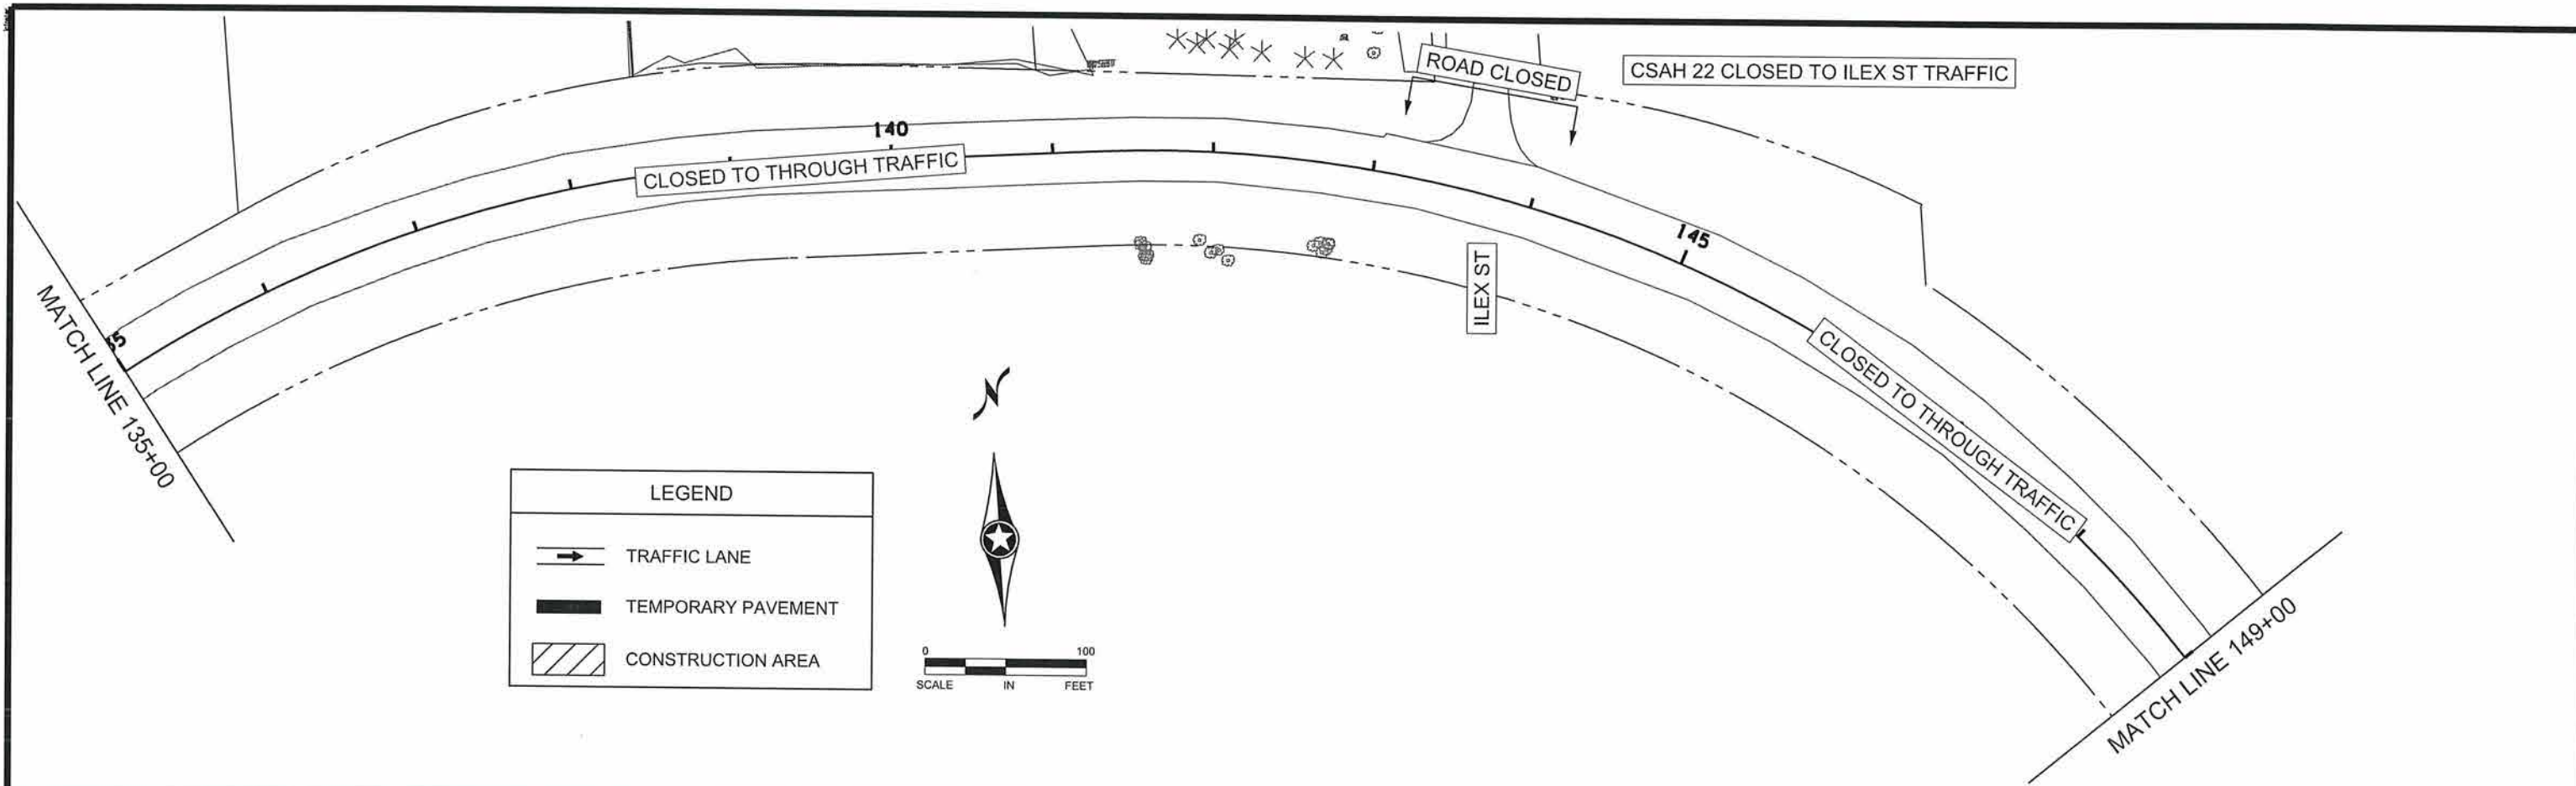 ROAD CLOSED
CSAH 22 CLOSED TO ILEX ST TRAFFIC
140
CLOSED TO THROUGH TRAFFIC
145
ILEX ST
MATCH LINE 135+00
CLOSED TO THROUGH TRAFFIC
N
LEGEND
TRAFFIC LANE
TEMPORARY PAVEMENT
CONSTRUCTION AREA
0 100
SCALE IN FEET
MATCH LINE 149+00